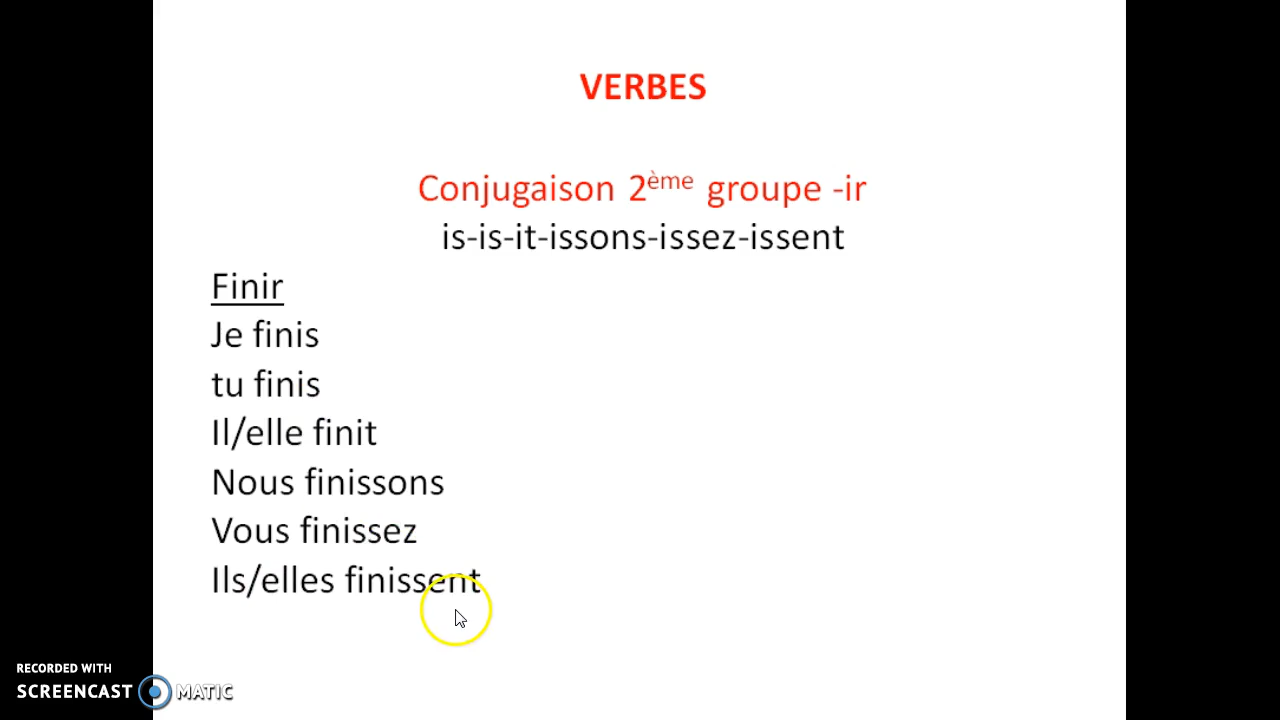 VERBES
Conjugaison 2ème groupe -ir
is-is-it-issons-issez-issent
Finir
Je finis
tu finis
Il/elle finit
Nous finissons
Vous finissez
Ils/elles finissent
RECORDED WITH
SCREENCAST MATIC